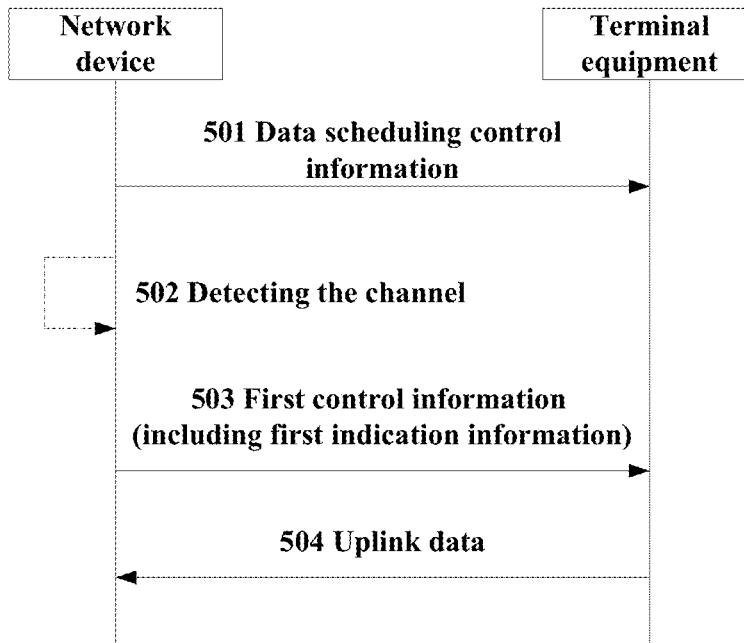 Network
device
Terminal
equipment
501 Data scheduling control
information
502 Detecting the channel
503 First control information
(including first indication information)
504 Uplink data